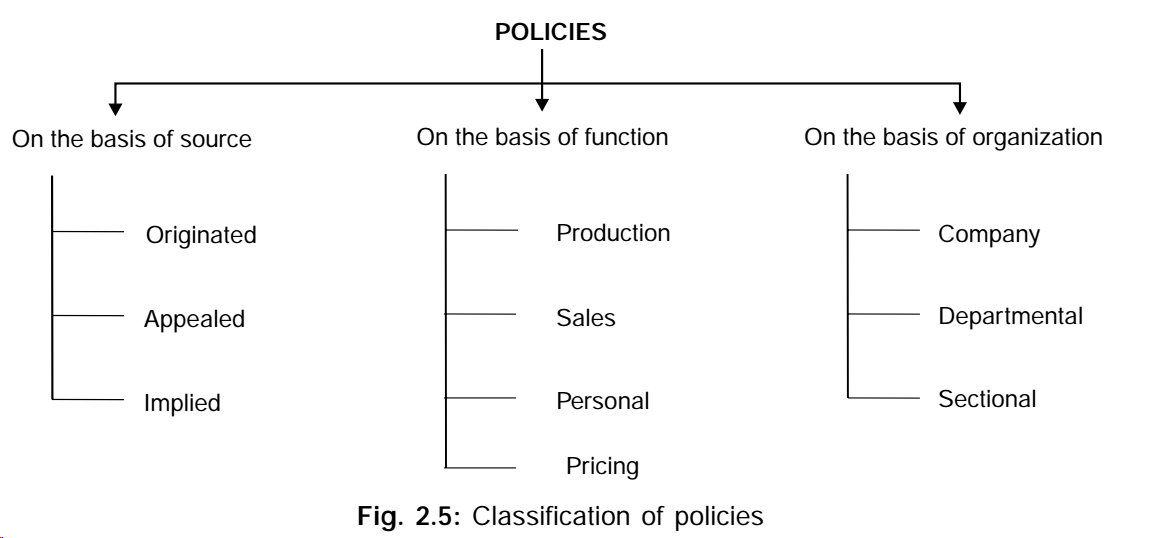 POLICIES
On the basis of source
On the basis of function
On the basis of organization
Originated
Production
Company
Appealed
Sales
Departmental
Implied
Personal
Sectional
Pricing
Fig. 2.5: Classification of policies